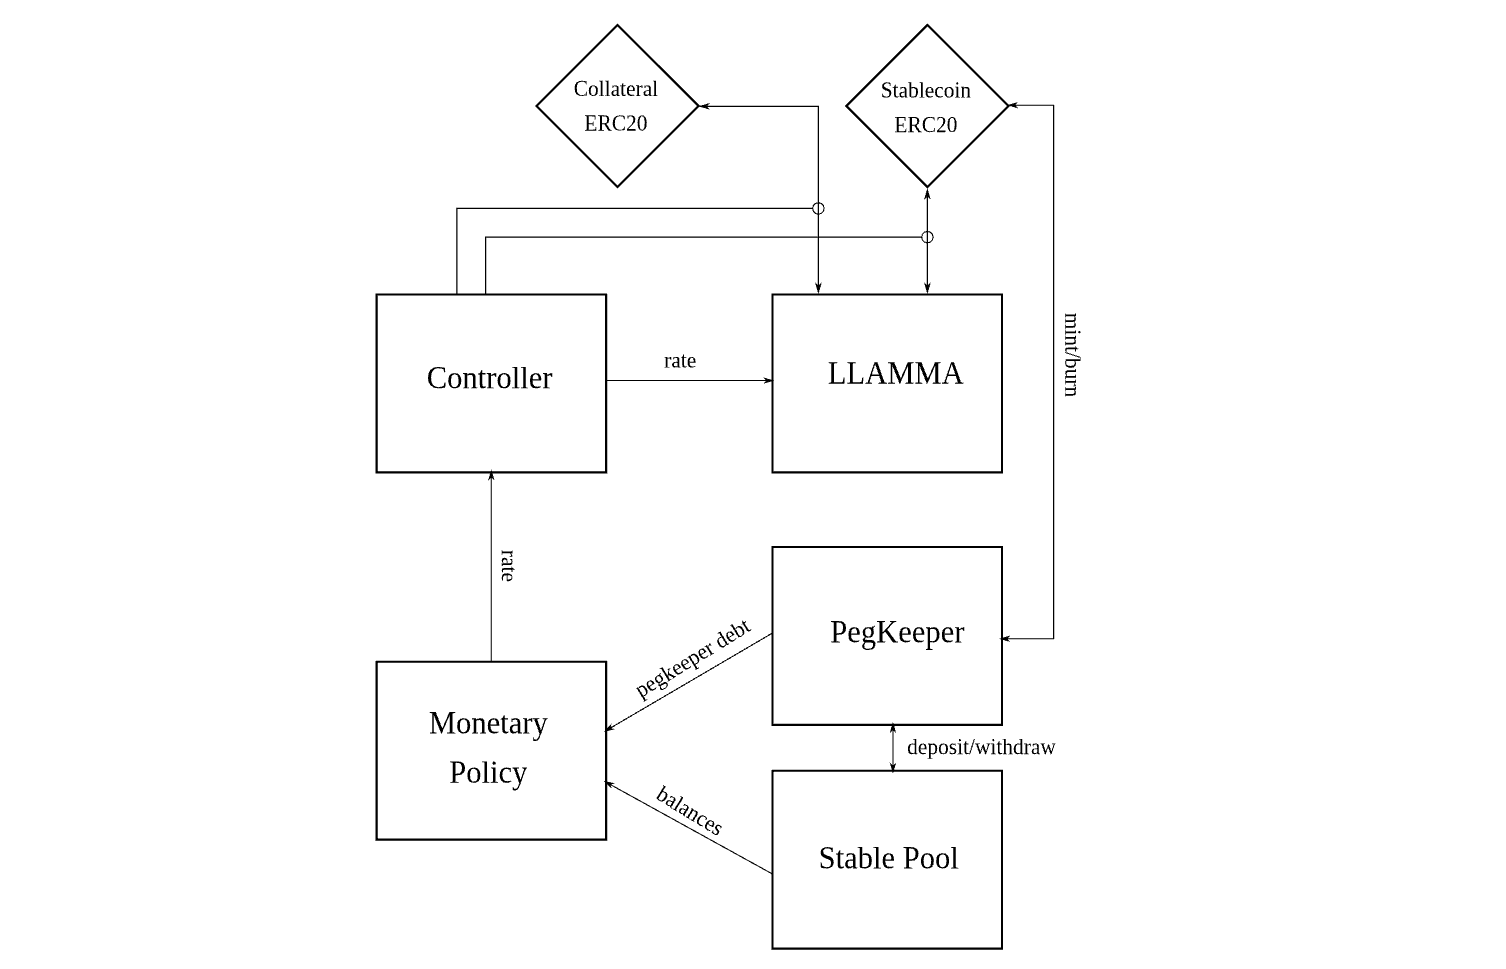 Collateral
ERC20
Stablecoin
ERC20
Controller
rate
LLAMMA
mint/burn
rate
PegKeeper
pegkeeper debt
Monetary
Policy
deposit/withdraw
balances
Stable Pool